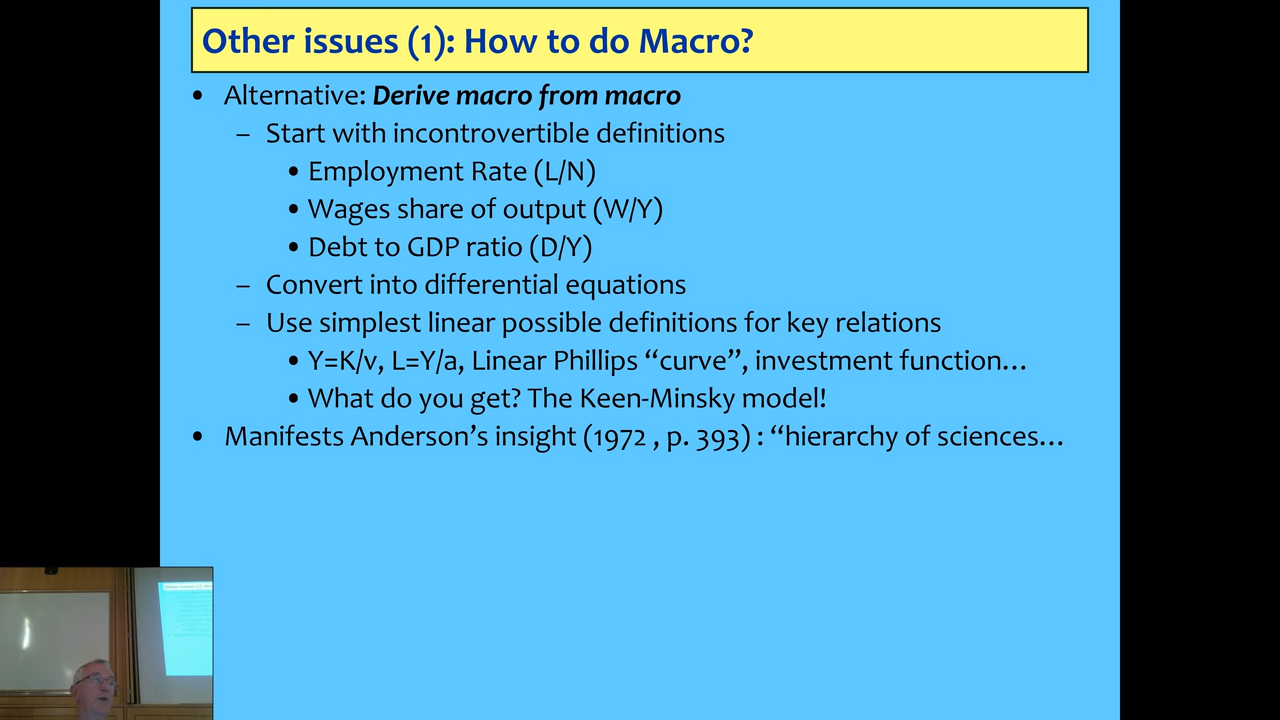 Other issues (1): How to do Macro?
• Alternative: Derive macro from macro
– Start with incontrovertible definitions
• Employment Rate (L/N)
• Wages share of output (W/Y)
• Debt to GDP ratio (D/Y)
– Convert into differential equations
– Use simplest linear possible definitions for key relations
• Y=K/v, L=Y/a, Linear Phillips “curve”, investment function…
• What do you get? The Keen-Minsky model!
• Manifests Anderson’s insight (1972 , p. 393) : “hierarchy of sciences…